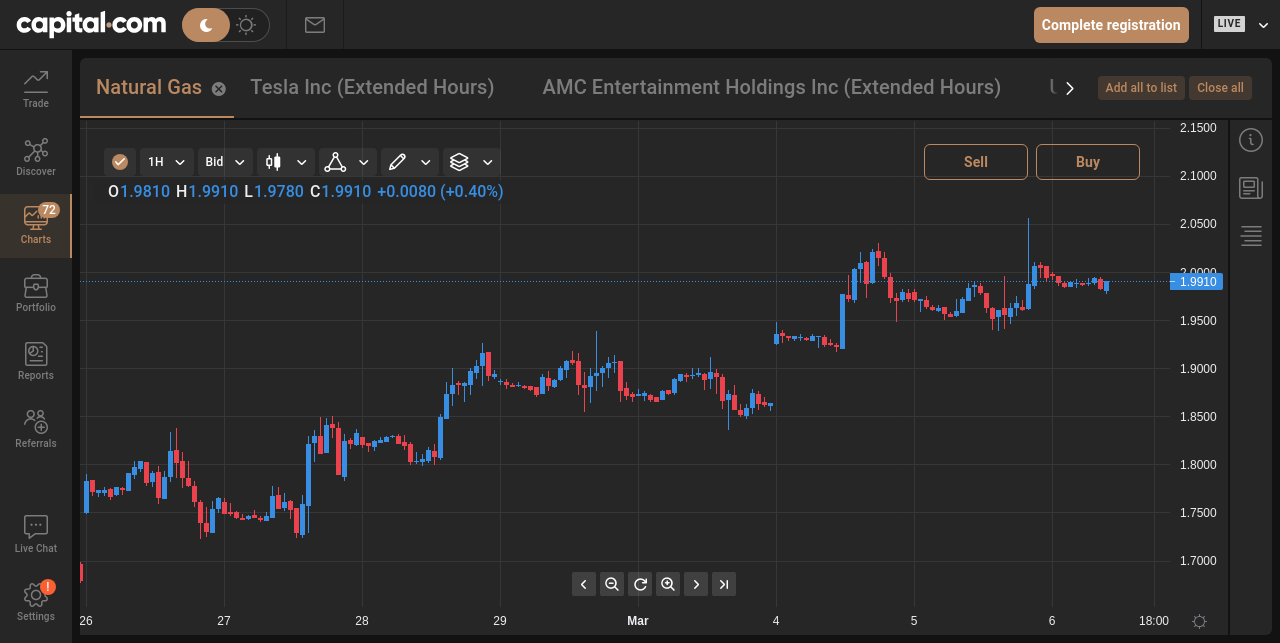 capital.com
Complete registration
LIVE
Natural Gas
Tesla Inc (Extended Hours)
AMC Entertainment Holdings Inc (Extended Hours)
Add all to list
Close all
Trade
Discover
72
Charts
Portfolio
Reports
Referrals
Live Chat
!
Settings
1H
Bid
Sell
Buy
O1.9810 H1.9910 L1.9780 C1.9910 +0.0080 (+0.40%)
2.1500
2.1000
2.0500
2.0000
1.9910
1.9500
1.9000
1.8500
1.8000
1.7500
1.7000
26 27 28 29 Mar 4 5 6 18:00